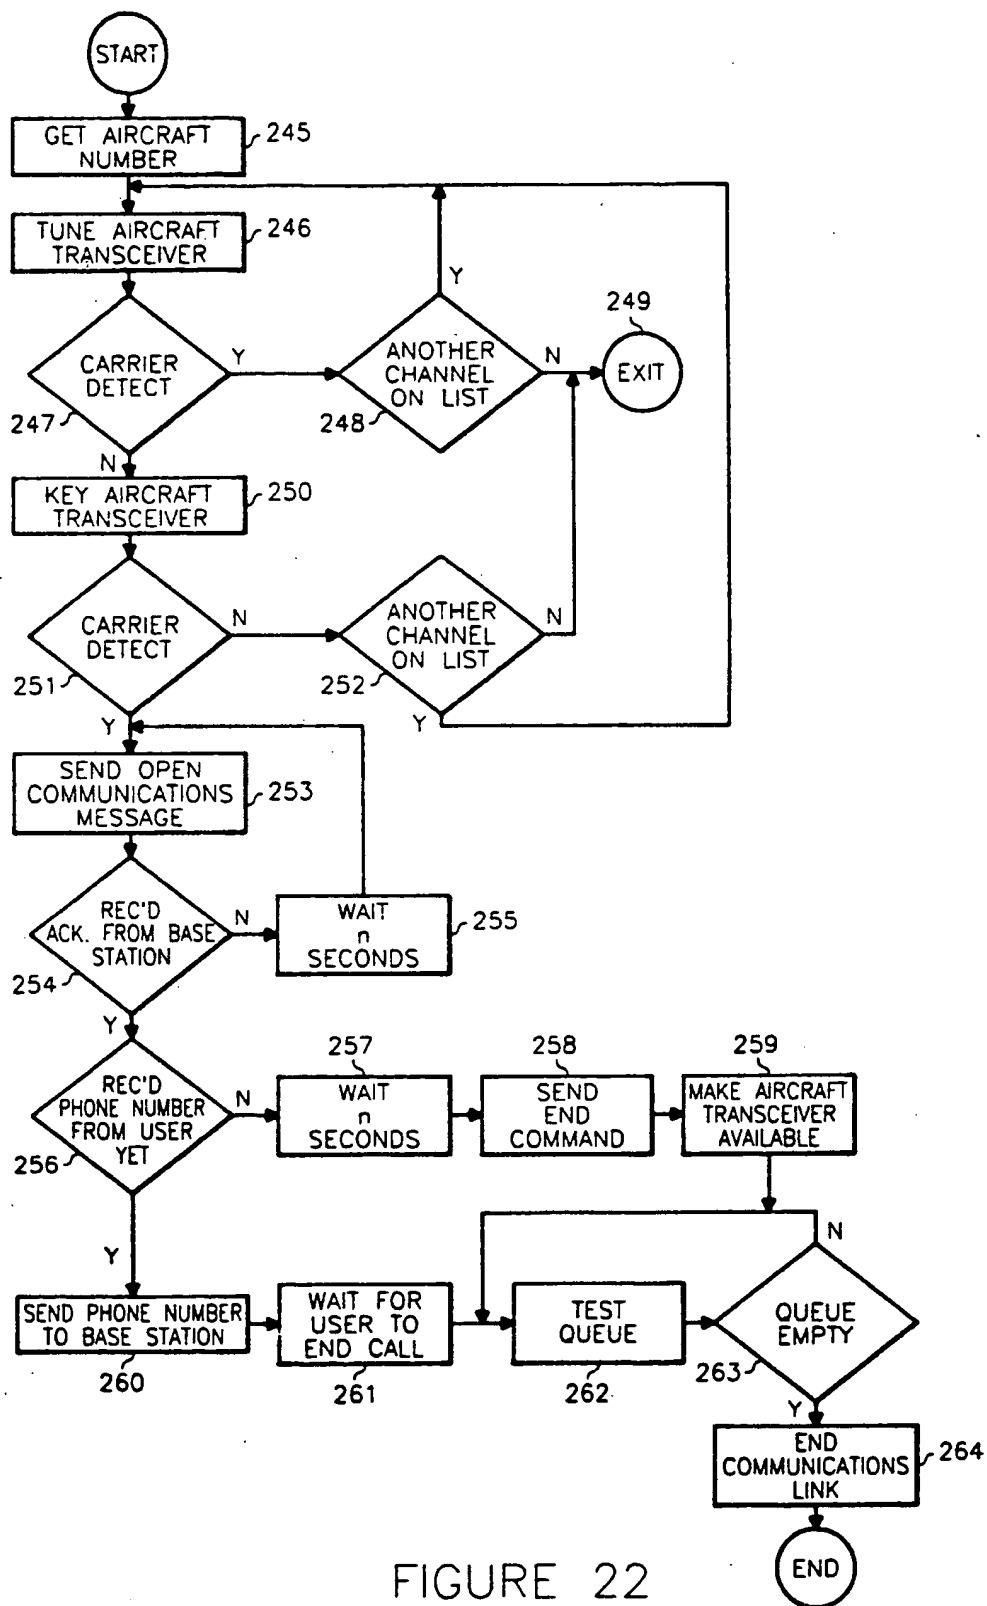 START
GET AIRCRAFT
NUMBER
245
TUNE AIRCRAFT
TRANSCEIVER
246
CARRIER
DETECT
247
Y
ANOTHER
CHANNEL
ON LIST
248
Y
N
249
EXIT
N
KEY AIRCRAFT
TRANSCEIVER
250
CARRIER
DETECT
251
N
ANOTHER
CHANNEL
ON LIST
252
N
Y
Y
SEND OPEN
COMMUNICATIONS
MESSAGE
253
REC'D
ACK. FROM BASE
STATION
254
N
WAIT
n
SECONDS
255
Y
REC'D
PHONE NUMBER
FROM USER
YET
256
N
257
WAIT
n
SECONDS
258
SEND
END
COMMAND
259
MAKE AIRCRAFT
TRANSCEIVER
AVAILABLE
Y
SEND PHONE NUMBER
TO BASE STATION
260
WAIT FOR
USER TO
END CALL
261
TEST
QUEUE
262
N
QUEUE
EMPTY
263
Y
END
COMMUNICATIONS
LINK
264
END
FIGURE 22